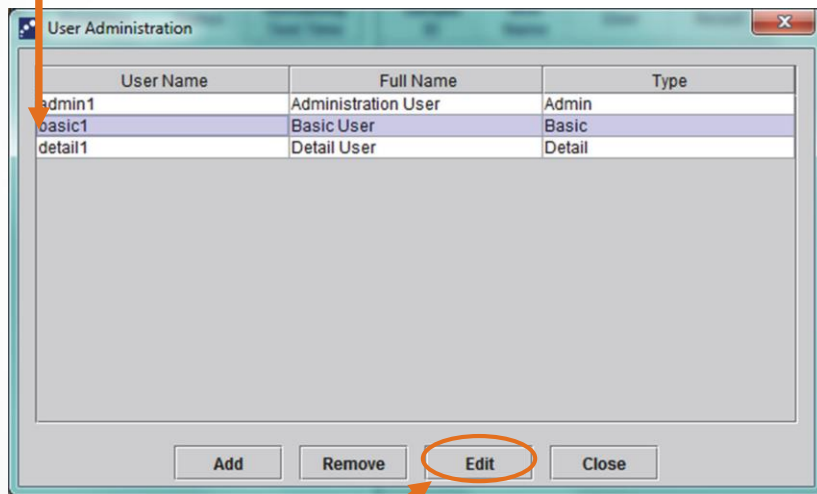 User Administration
User Name Full Name Type
admin1 Administration User Admin
basic1 Basic User Basic
detail1 Detail User Detail
Add Remove Edit Close